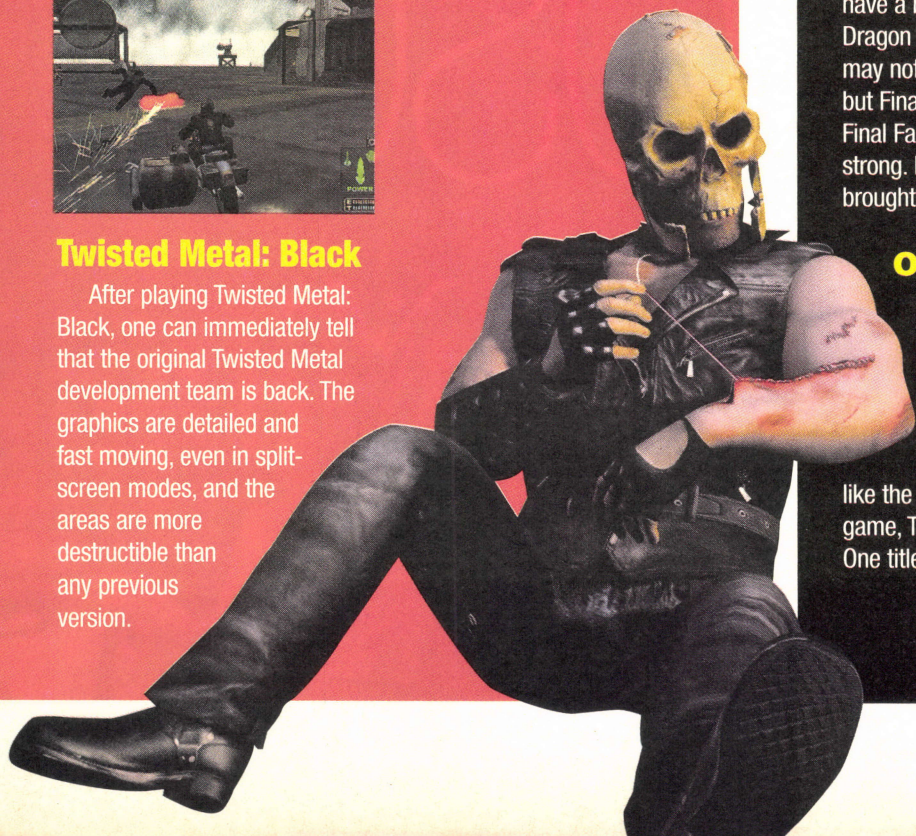 POWER
Twisted Metal: Black
After playing Twisted Metal:
Black, one can immediately tell
that the original Twisted Metal
development team is back. The
graphics are detailed and
fast moving, even in split-
screen modes, and the
areas are more
destructible than
any previous
version.
have a
Dragon
may not
but Fina
Final Fa
strong.
brought
O
like the
game, T
One title